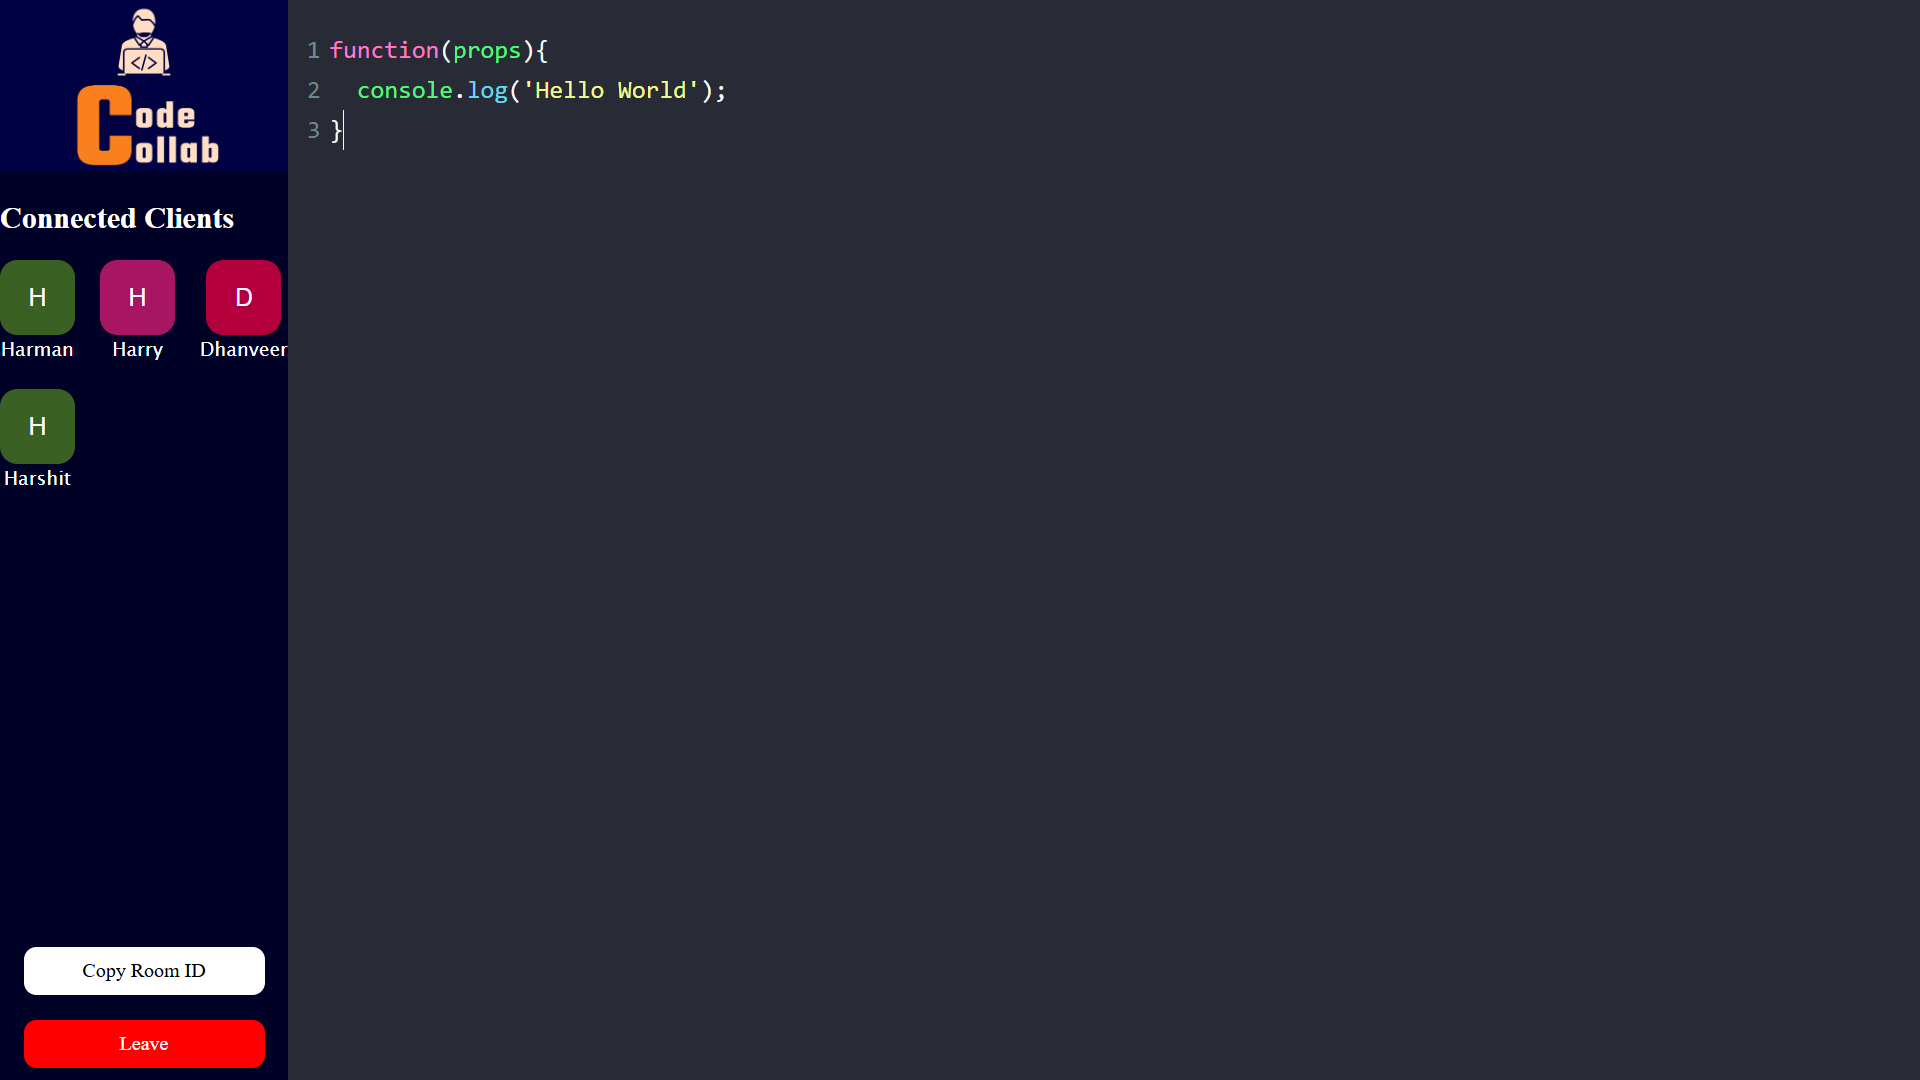 </>
Code
Collab
Connected Clients
H H D
Harman Harry Dhanveer
H
Harshit
Copy Room ID
Leave
1 function(props){
2   console.log('Hello World');
3 }